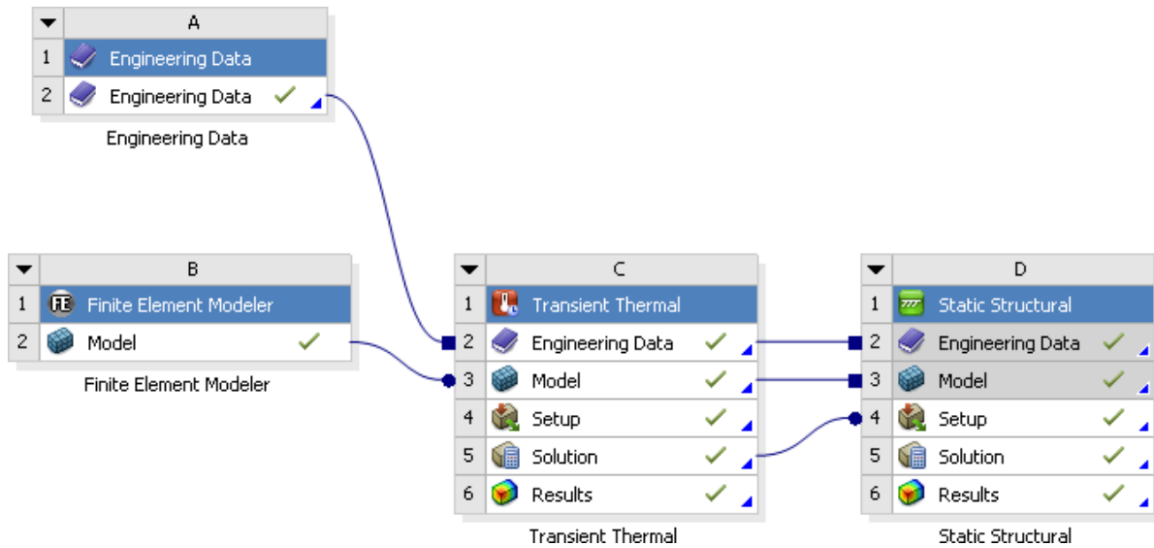 A
1 Engineering Data
2 Engineering Data
Engineering Data
B
1 FE Finite Element Modeler
2 Model
Finite Element Modeler
C
1 Transient Thermal
2 Engineering Data
3 Model
4 Setup
5 Solution
6 Results
Transient Thermal
D
1 Static Structural
2 Engineering Data
3 Model
4 Setup
5 Solution
6 Results
Static Structural